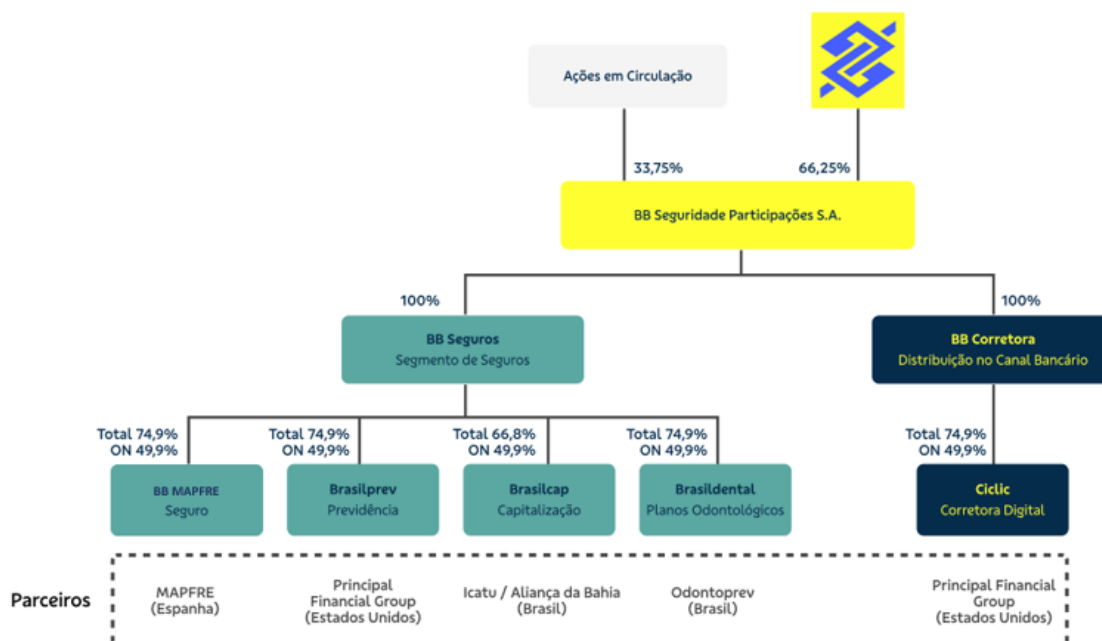 Ações em Circulação
33,75%
66,25%
BB Seguridade Participações S.A.
100%
100%
BB Seguros
Segmento de Seguros
BB Corretora
Distribuição no Canal Bancário
Total 74,9%
ON 49,9%
Total 74,9%
ON 49,9%
Total 66,8%
ON 49,9%
Total 74,9%
ON 49,9%
Total 74,9%
ON 49,9%
BB MAPFRE
Seguro
Brasilprev
Previdência
Brasilcap
Capitalização
Brasildental
Planos Odontológicos
Ciclic
Corretora Digital
Parceiros
MAPFRE
(Espanha)
Principal
Financial Group
(Estados Unidos)
Icatu / Aliança da Bahia
(Brasil)
Odontoprev
(Brasil)
Principal Financial
Group
(Estados Unidos)